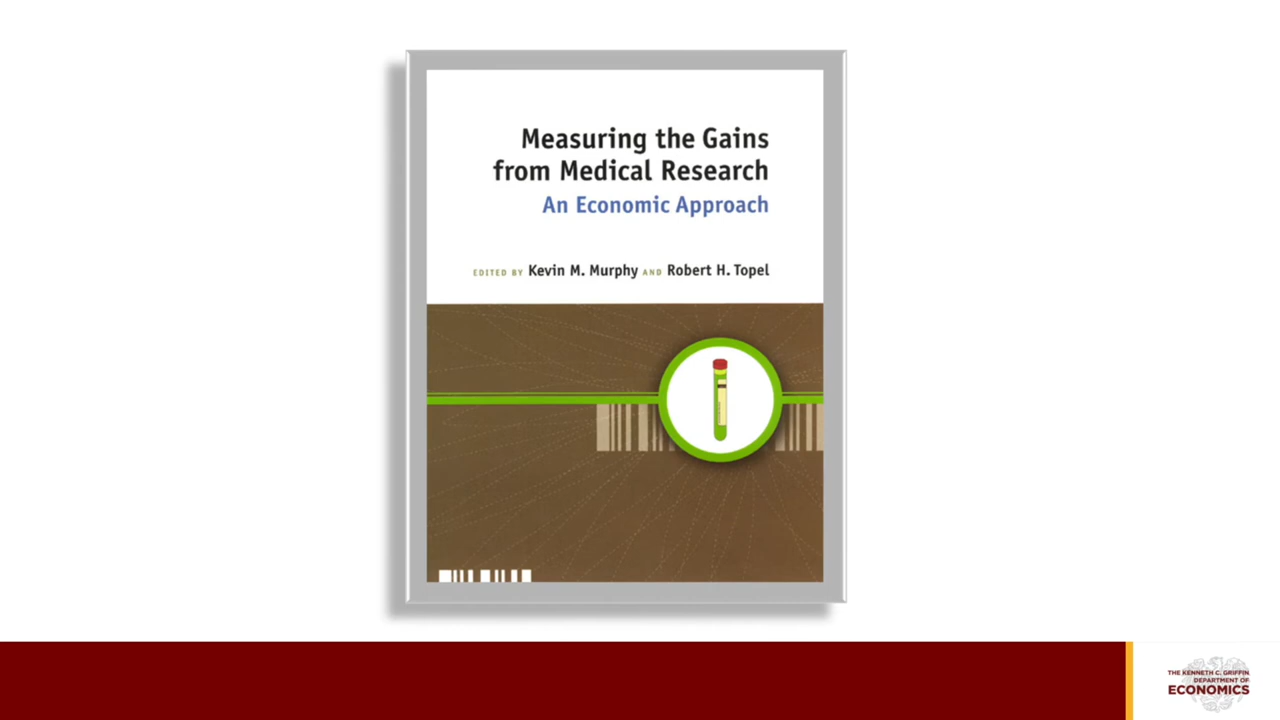 Measuring the Gains
from Medical Research
An Economic Approach
EDITED BY Kevin M. Murphy AND Robert H. Topel
THE KENNETH C. GRIFFIN
DEPARTMENT OF
ECONOMICS